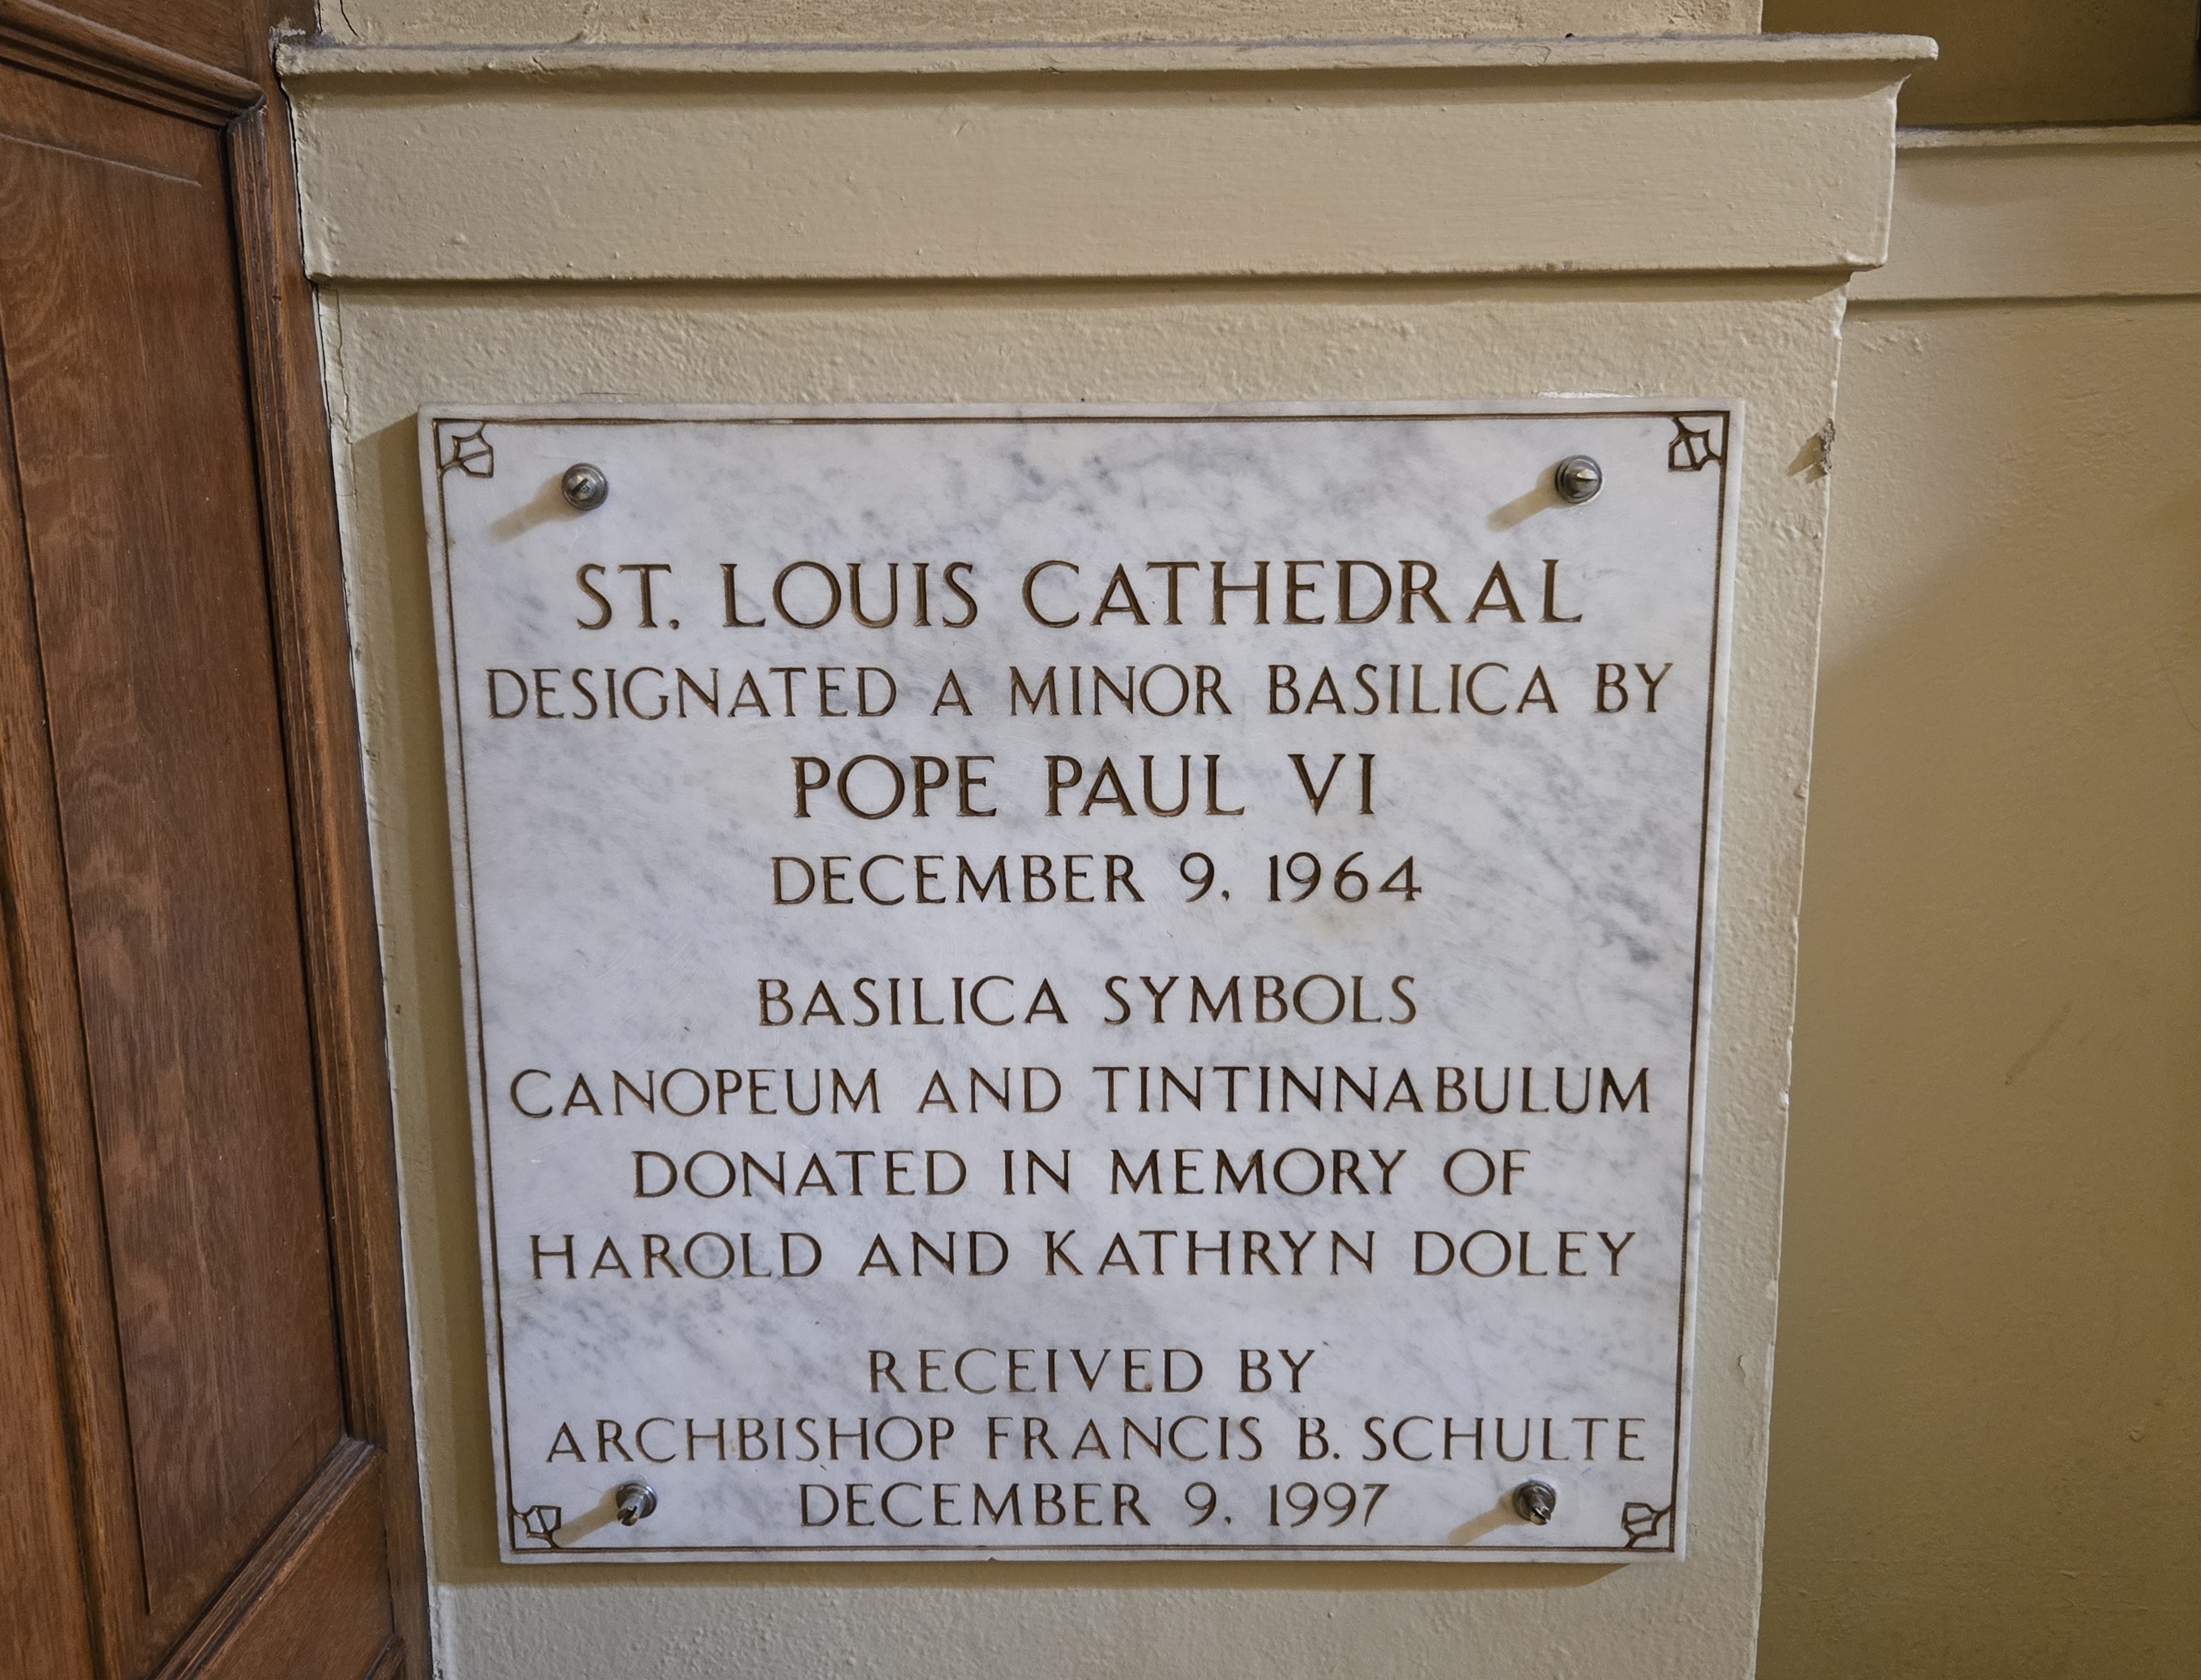 ST. LOUIS CATHEDRAL
DESIGNATED A MINOR BASILICA BY
POPE PAUL VI
DECEMBER 9, 1964
BASILICA SYMBOLS
CANOPEUM AND TINTINNABULUM
DONATED IN MEMORY OF
HAROLD AND KATHRYN DOLEY
RECEIVED BY
ARCHBISHOP FRANCIS B. SCHULTE
DECEMBER 9, 1997